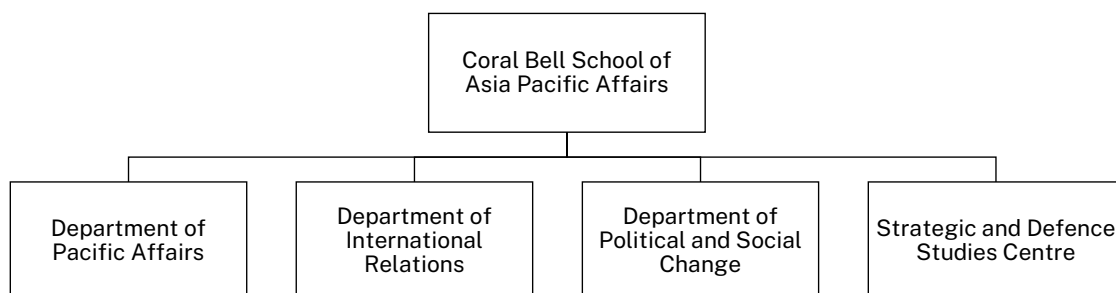 Coral Bell School of
Asia Pacific Affairs
Department of
Pacific Affairs
Department of
International
Relations
Department of
Political and Social
Change
Strategic and Defence
Studies Centre